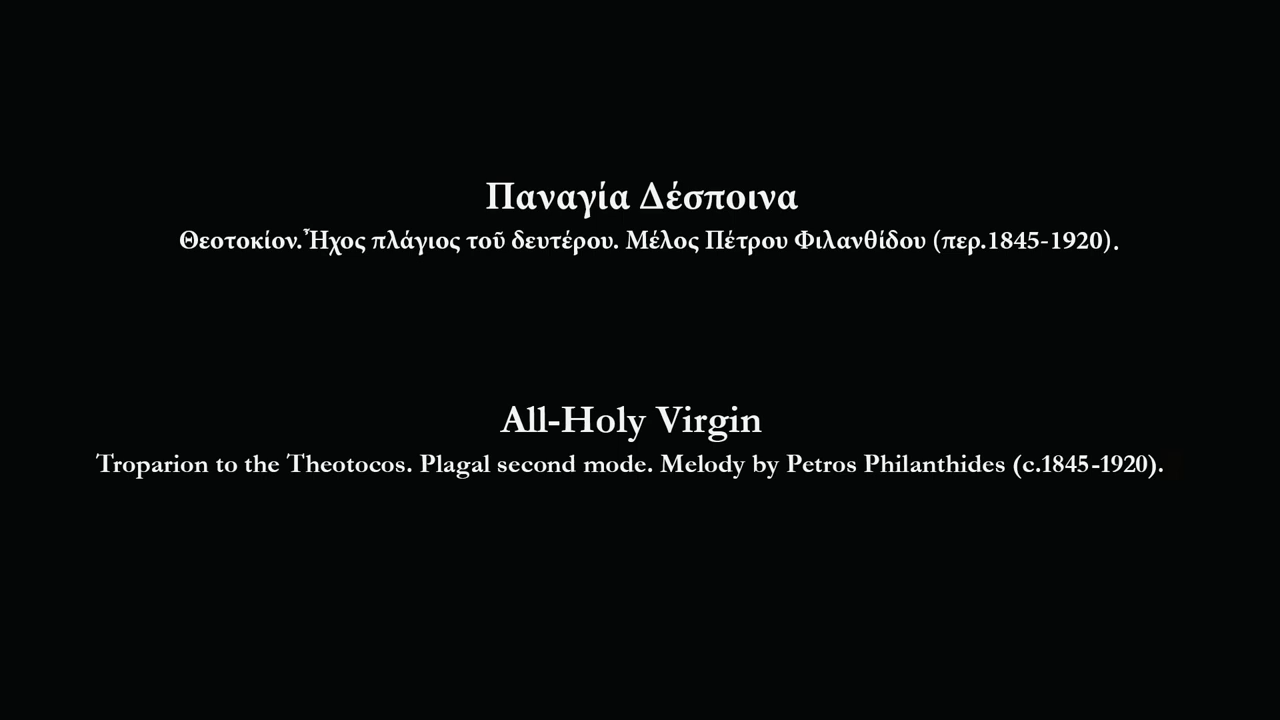 Παναγία Δέσποινα
Θεοτοκίον. Ἦχος πλάγιος τοῦ δευτέρου. Μέλος Πέτρου Φιλανθίδου (περ.1845-1920).
All-Holy Virgin
Troparion to the Theotocos. Plagal second mode. Melody by Petros Philanthides (c.1845-1920).